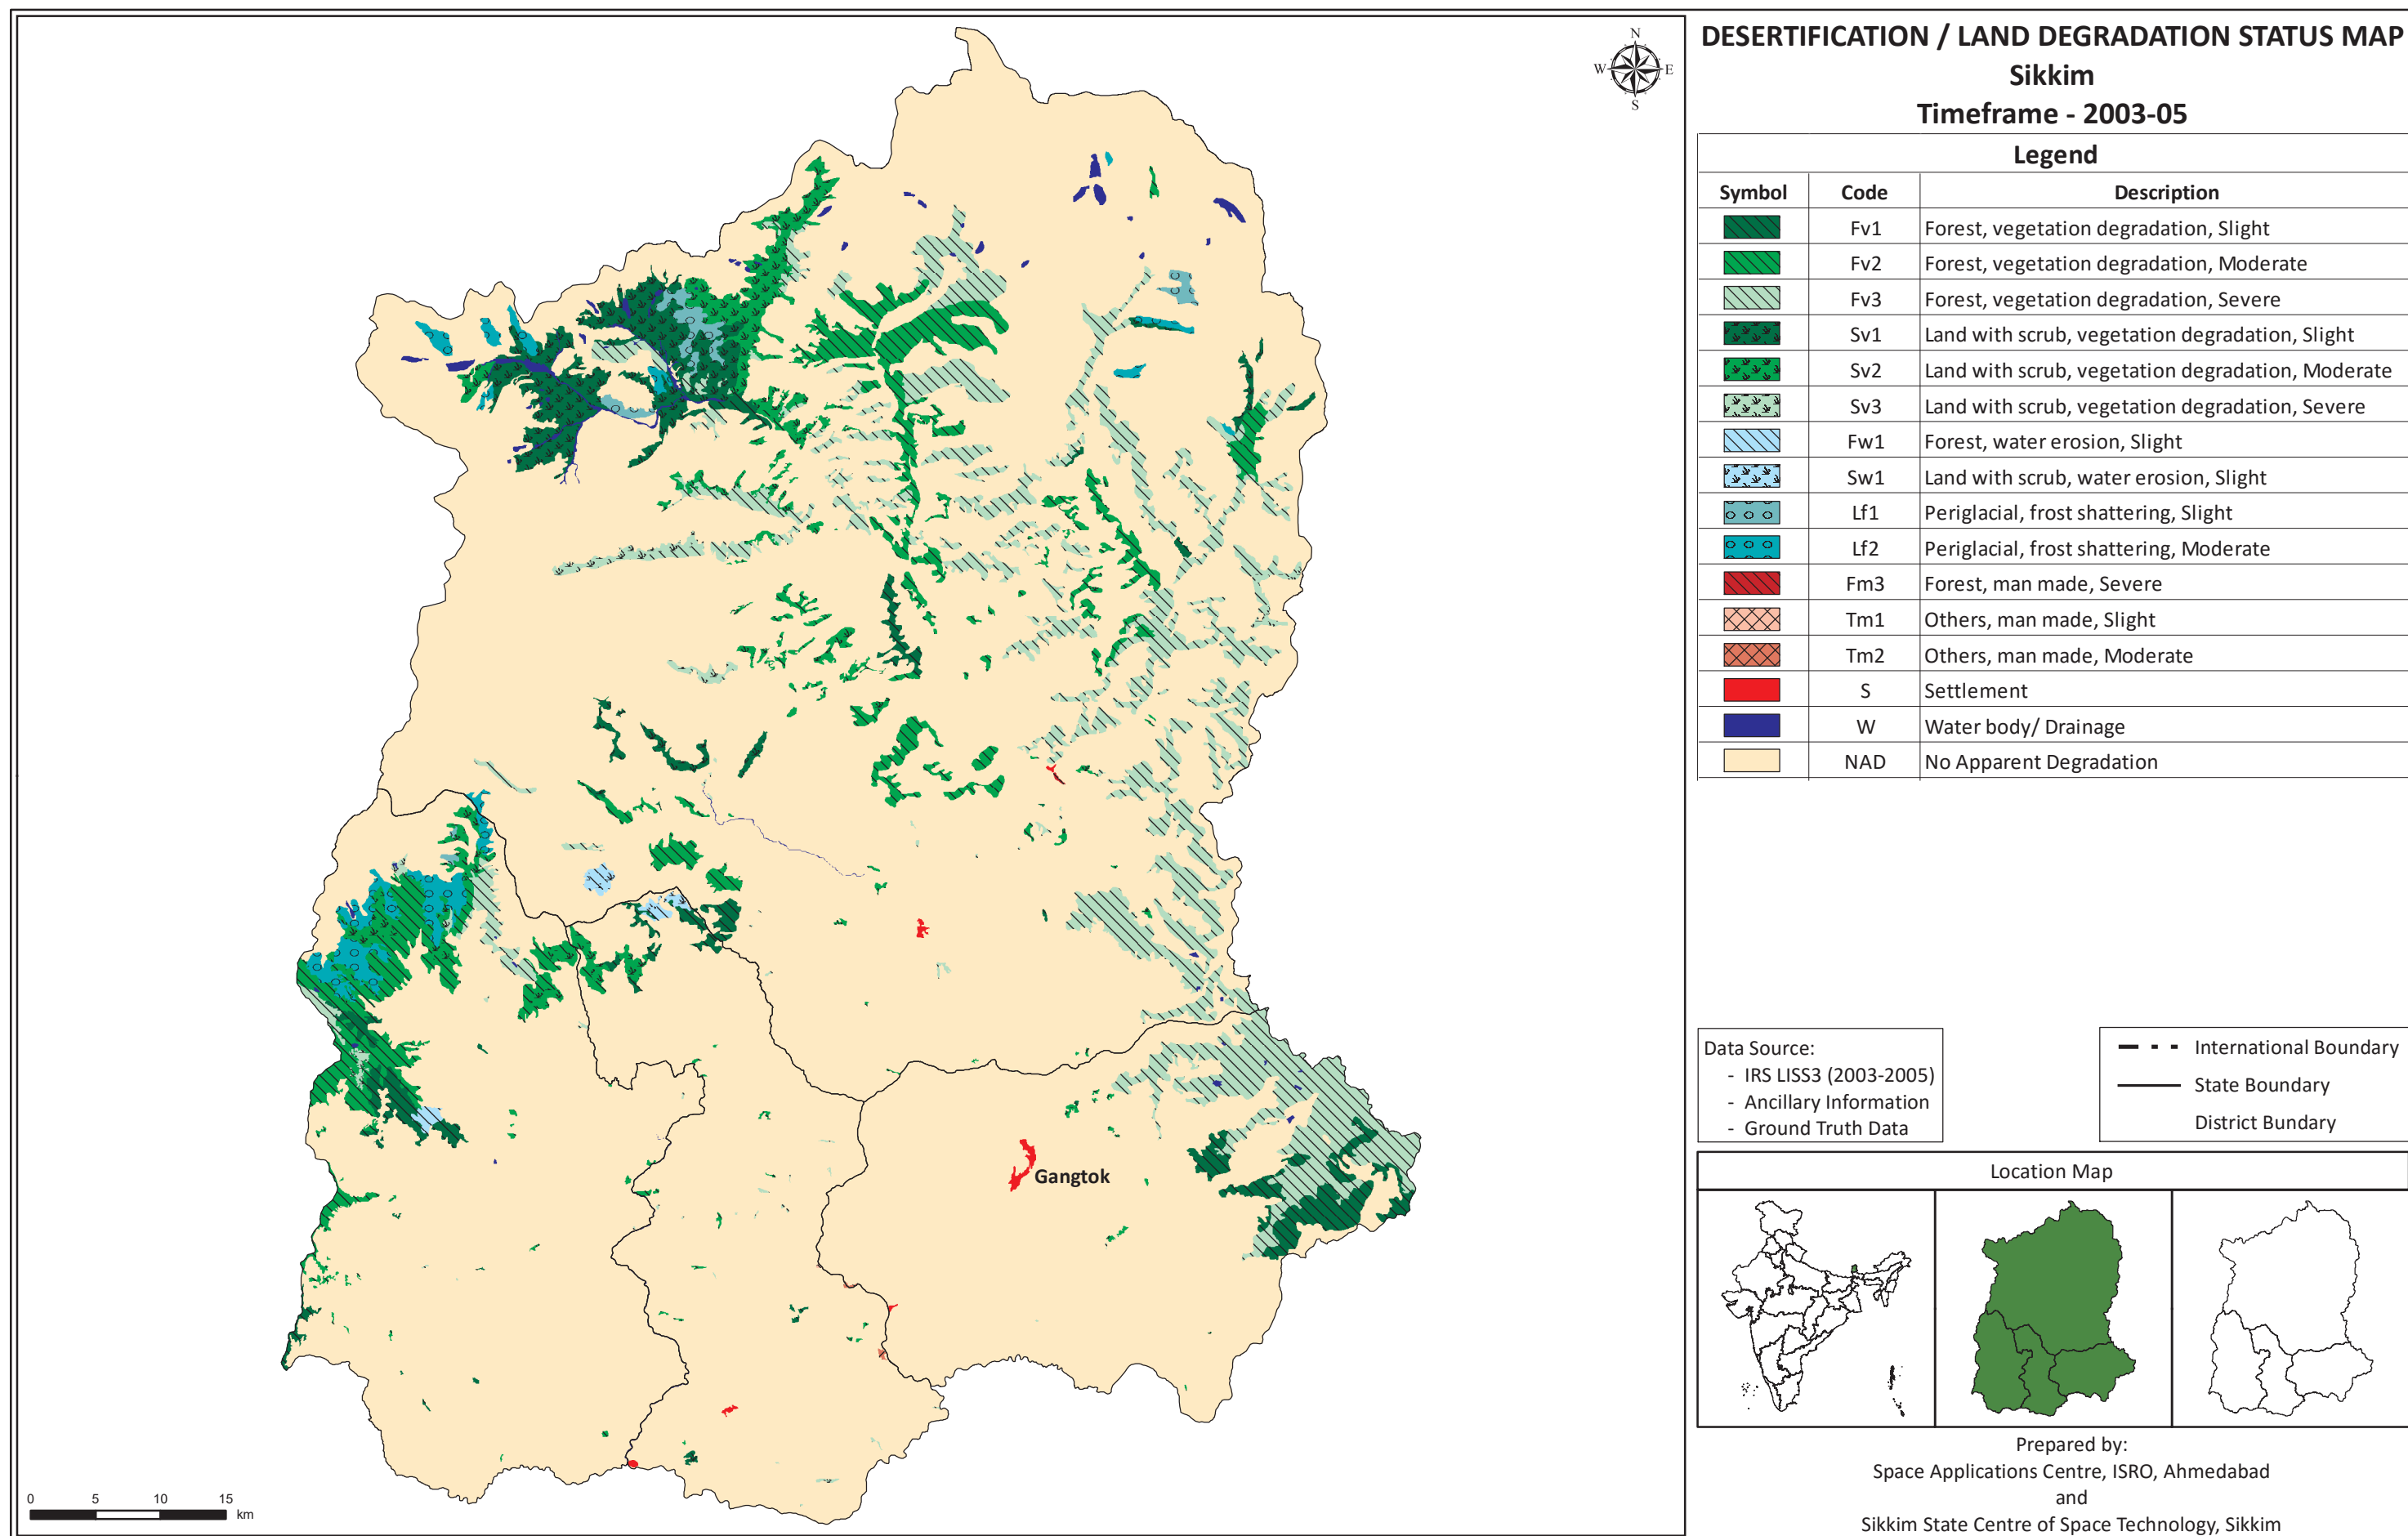 N
W E
S
Gangtok
0 5 10 15
km
DESERTIFICATION / LAND DEGRADATION STATUS MAP
Sikkim
Timeframe - 2003-05
Legend
Symbol Code Description
Fv1 Forest, vegetation degradation, Slight
Fv2 Forest, vegetation degradation, Moderate
Fv3 Forest, vegetation degradation, Severe
Sv1 Land with scrub, vegetation degradation, Slight
Sv2 Land with scrub, vegetation degradation, Moderate
Sv3 Land with scrub, vegetation degradation, Severe
Fw1 Forest, water erosion, Slight
Sw1 Land with scrub, water erosion, Slight
Lf1 Periglacial, frost shattering, Slight
Lf2 Periglacial, frost shattering, Moderate
Fm3 Forest, man made, Severe
Tm1 Others, man made, Slight
Tm2 Others, man made, Moderate
S Settlement
W Water body/ Drainage
NAD No Apparent Degradation
Data Source:
- IRS LISS3 (2003-2005)
- Ancillary Information
- Ground Truth Data
International Boundary
State Boundary
District Bundary
Location Map
Prepared by:
Space Applications Centre, ISRO, Ahmedabad
and
Sikkim State Centre of Space Technology, Sikkim